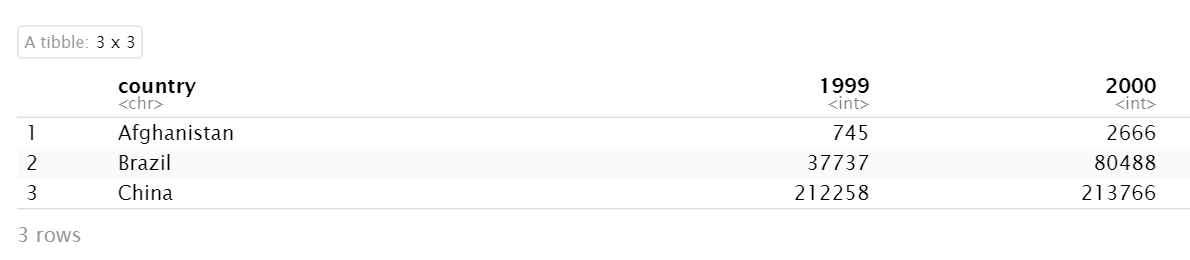 A tibble: 3 x 3
country 1999 2000
<chr> <int> <int>
1 Afghanistan 745 2666
2 Brazil 37737 80488
3 China 212258 213766
3 rows